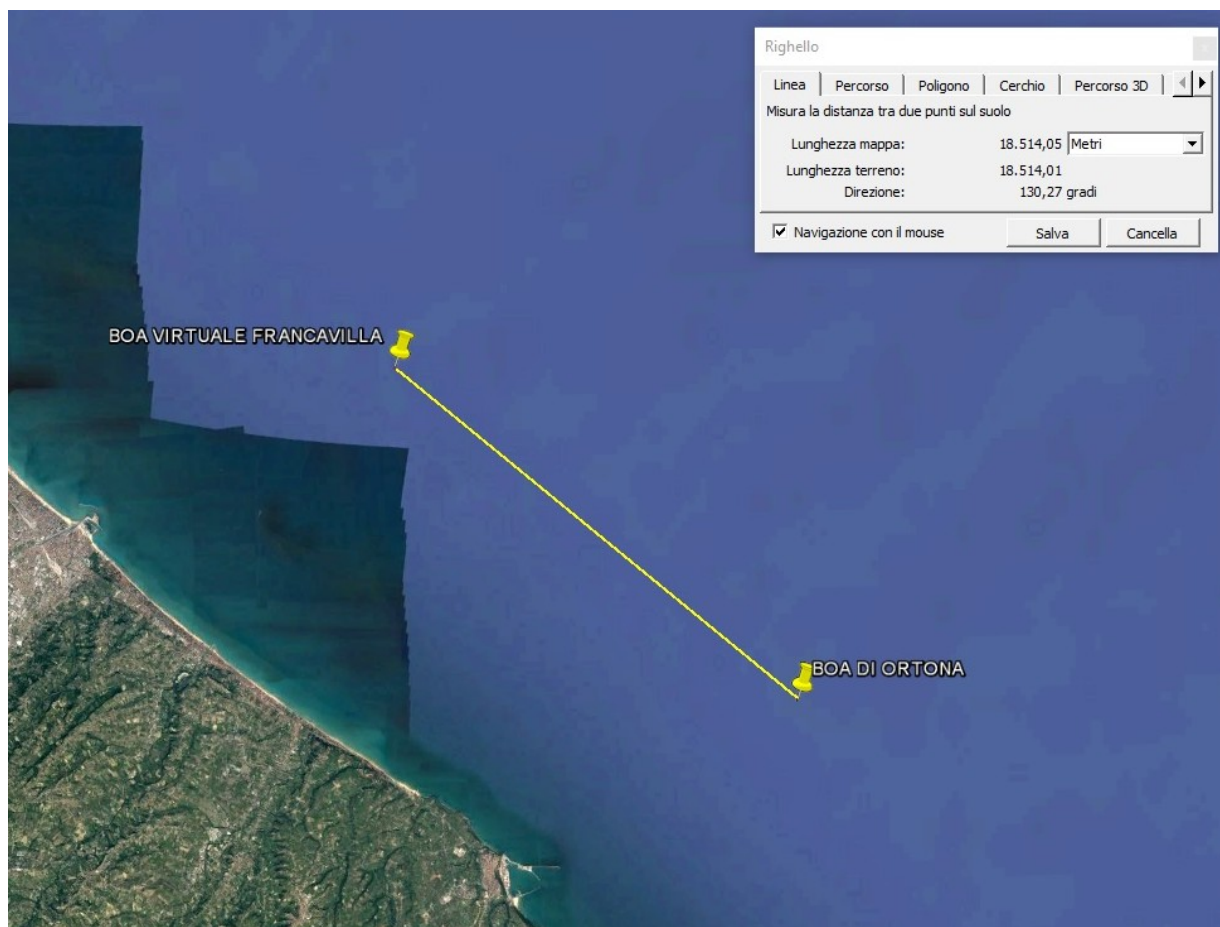 Righello
Linea Percorso Poligono Cerchio Percorso 3D
Misura la distanza tra due punti sul suolo
Lunghezza mappa: 18.514,05 Metri
Lunghezza terreno: 18.514,01
Direzione: 130,27 gradi
Navigazione con il mouse Salva Cancella
BOA VIRTUALE FRANCAVILLA
BOA DI ORTONA